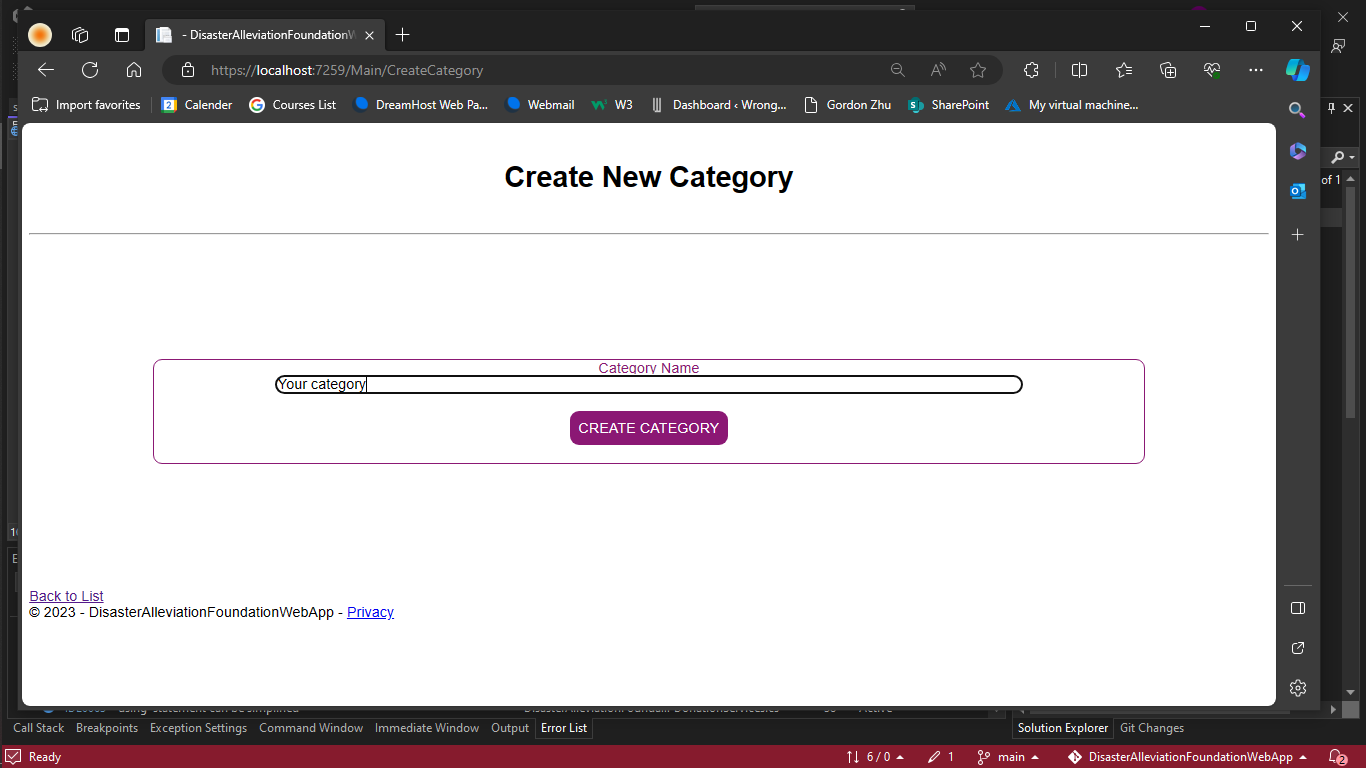 - DisasterAlleviationFoundationW
https://localhost:7259/Main/CreateCategory
Import favorites
Calender
Courses List
DreamHost Web Pa...
Webmail
W3
Dashboard ‹ Wrong...
Gordon Zhu
SharePoint
My virtual machine...
of 1
Create New Category
Category Name
Your category
CREATE CATEGORY
Back to List
© 2023 - DisasterAlleviationFoundationWebApp - Privacy
Call Stack
Breakpoints
Exception Settings
Command Window
Immediate Window
Output
Error List
Solution Explorer
Git Changes
Ready
6 / 0
1
main
DisasterAlleviationFoundationWebApp
2